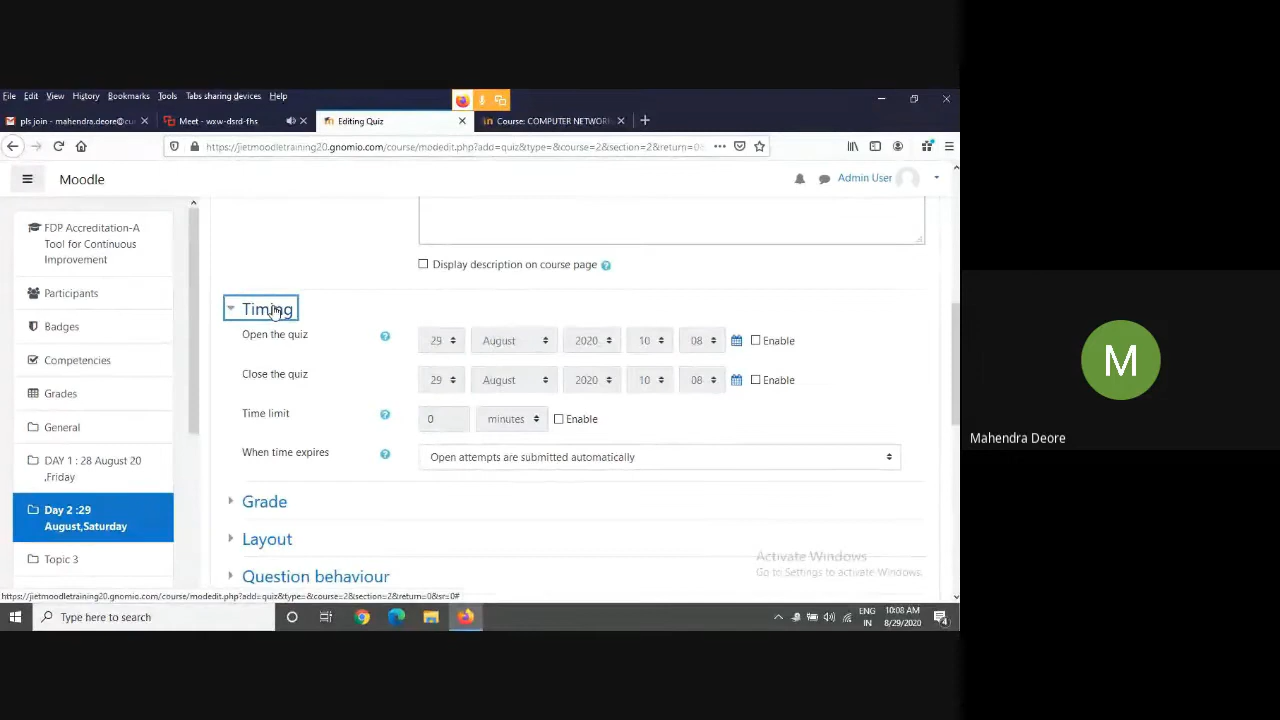 File Edit View History Bookmarks Tools Tabs sharing devices Help
pls join - mahendra.deore@cu
Meet - wxw-dsrd-fhs
Editing Quiz
Course: COMPUTER NETWORK
https://jietmoodletraining20.gnomio.com/course/modedit.php?add=quiz&type=&course=2&section=2&return=0&
Moodle
Admin User
FDP Accreditation-A
Tool for Continuous
Improvement
Participants
Badges
Competencies
Grades
General
DAY 1 : 28 August 20
,Friday
Day 2 :29
August,Saturday
Topic 3
Display description on course page
Timing
Open the quiz
29 August 2020 10 08 Enable
Close the quiz
29 August 2020 10 08 Enable
Time limit
0 minutes Enable
When time expires
Open attempts are submitted automatically
Grade
Layout
Question behaviour
Activate Windows
Go to Settings to activate Windows.
https://jietmoodletraining20.gnomio.com/course/modedit.php?add=quiz&type=&course=2&section=2&return=0&sr=0#
Type here to search
ENG
IN
10:08 AM
8/29/2020
4
M
Mahendra Deore